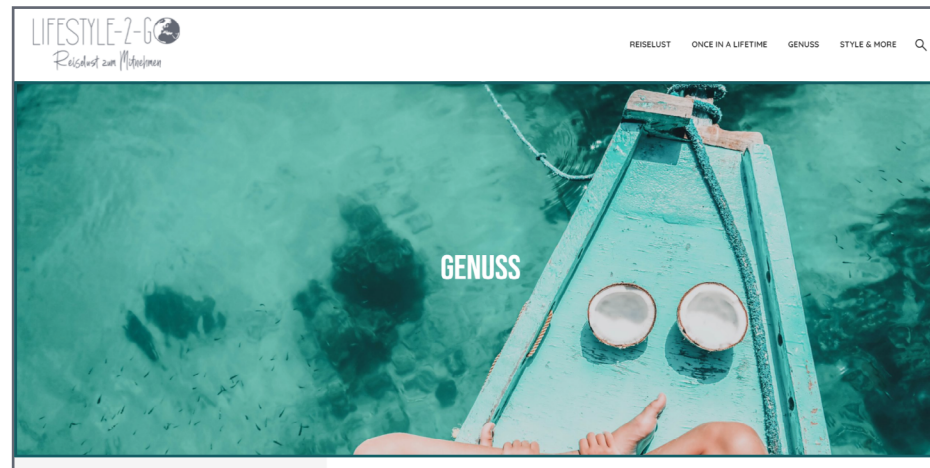 LIFESTYLE-2-GO
Reiselust zum Mitnehmen
REISELUST ONCE IN A LIFETIME GENUSS STYLE & MORE
GENUSS